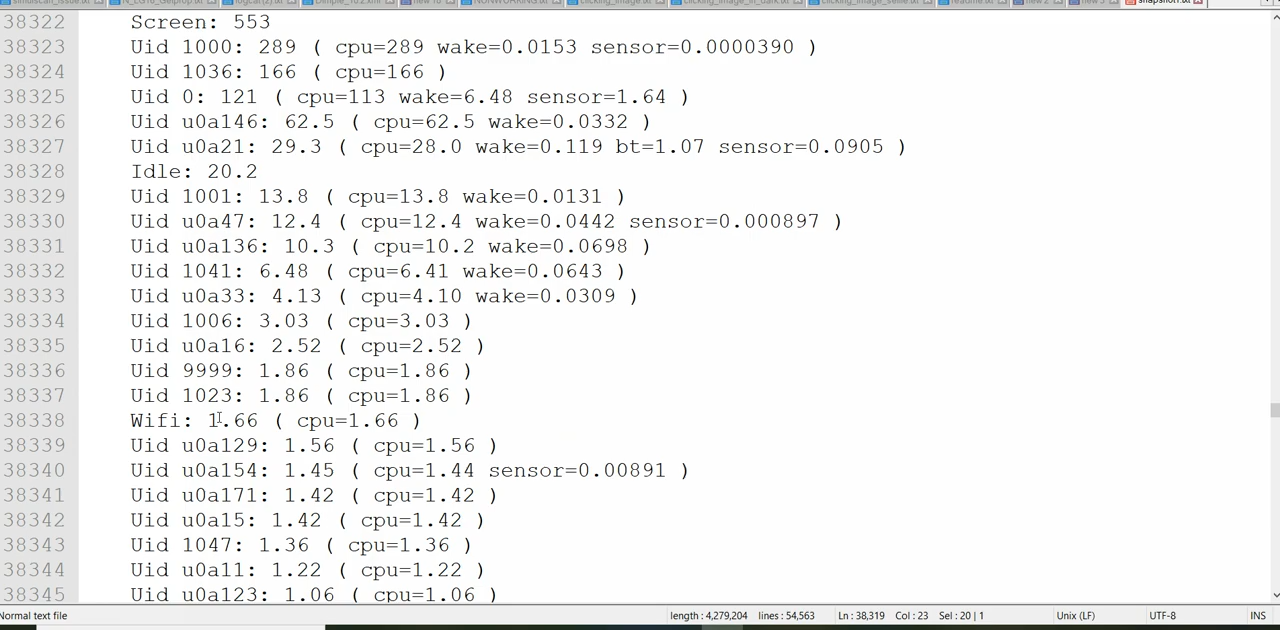 38322 Screen: 553
38323 Uid 1000: 289 ( cpu=289 wake=0.0153 sensor=0.0000390 )
38324 Uid 1036: 166 ( cpu=166 )
38325 Uid 0: 121 ( cpu=113 wake=6.48 sensor=1.64 )
38326 Uid u0a146: 62.5 ( cpu=62.5 wake=0.0332 )
38327 Uid u0a21: 29.3 ( cpu=28.0 wake=0.119 bt=1.07 sensor=0.0905 )
38328 Idle: 20.2
38329 Uid 1001: 13.8 ( cpu=13.8 wake=0.0131 )
38330 Uid u0a47: 12.4 ( cpu=12.4 wake=0.0442 sensor=0.000897 )
38331 Uid u0a136: 10.3 ( cpu=10.2 wake=0.0698 )
38332 Uid 1041: 6.48 ( cpu=6.41 wake=0.0643 )
38333 Uid u0a33: 4.13 ( cpu=4.10 wake=0.0309 )
38334 Uid 1006: 3.03 ( cpu=3.03 )
38335 Uid u0a16: 2.52 ( cpu=2.52 )
38336 Uid 9999: 1.86 ( cpu=1.86 )
38337 Uid 1023: 1.86 ( cpu=1.86 )
38338 Wifi: 1.66 ( cpu=1.66 )
38339 Uid u0a129: 1.56 ( cpu=1.56 )
38340 Uid u0a154: 1.45 ( cpu=1.44 sensor=0.00891 )
38341 Uid u0a171: 1.42 ( cpu=1.42 )
38342 Uid u0a15: 1.42 ( cpu=1.42 )
38343 Uid 1047: 1.36 ( cpu=1.36 )
38344 Uid u0a11: 1.22 ( cpu=1.22 )
38345 Uid u0a123: 1.06 ( cpu=1.06 )
Normal text file length : 4,279,204 lines : 54,563 Ln : 38,319 Col : 23 Sel : 20 | 1 Unix (LF) UTF-8 INS